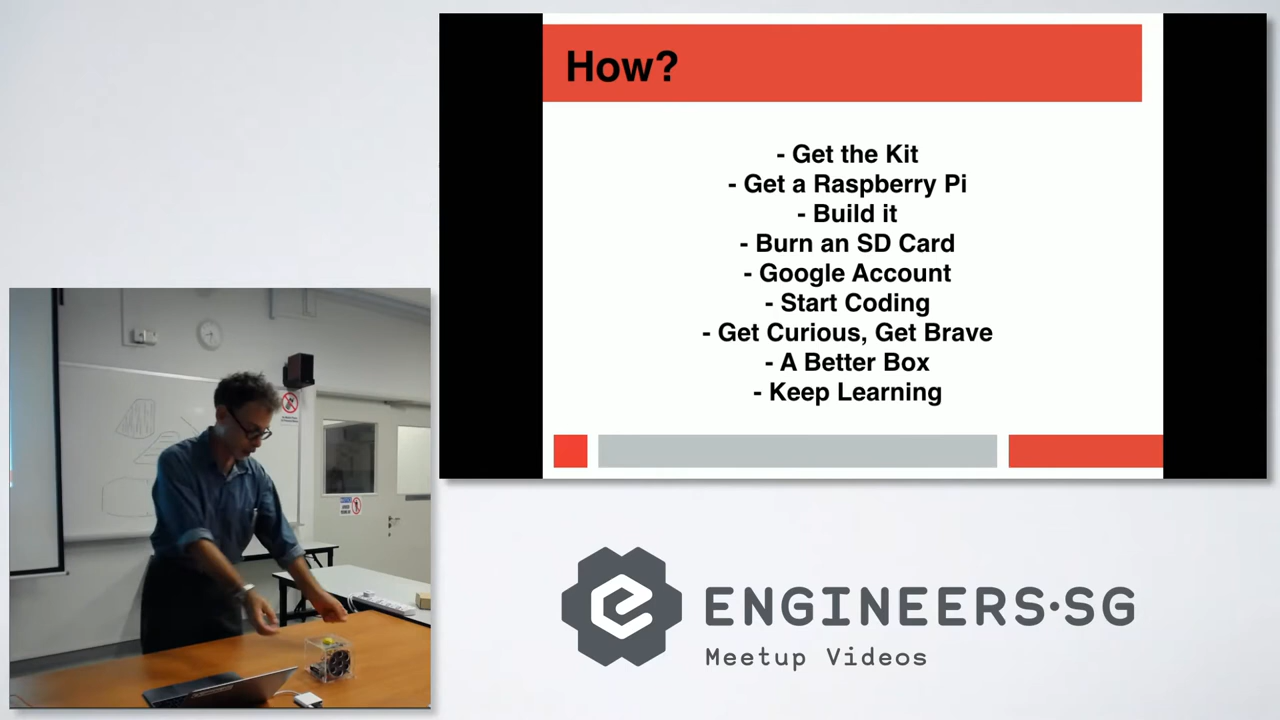 How?
- Get the Kit
- Get a Raspberry Pi
- Build it
- Burn an SD Card
- Google Account
- Start Coding
- Get Curious, Get Brave
- A Better Box
- Keep Learning
ENGINEERS·SG
Meetup Videos